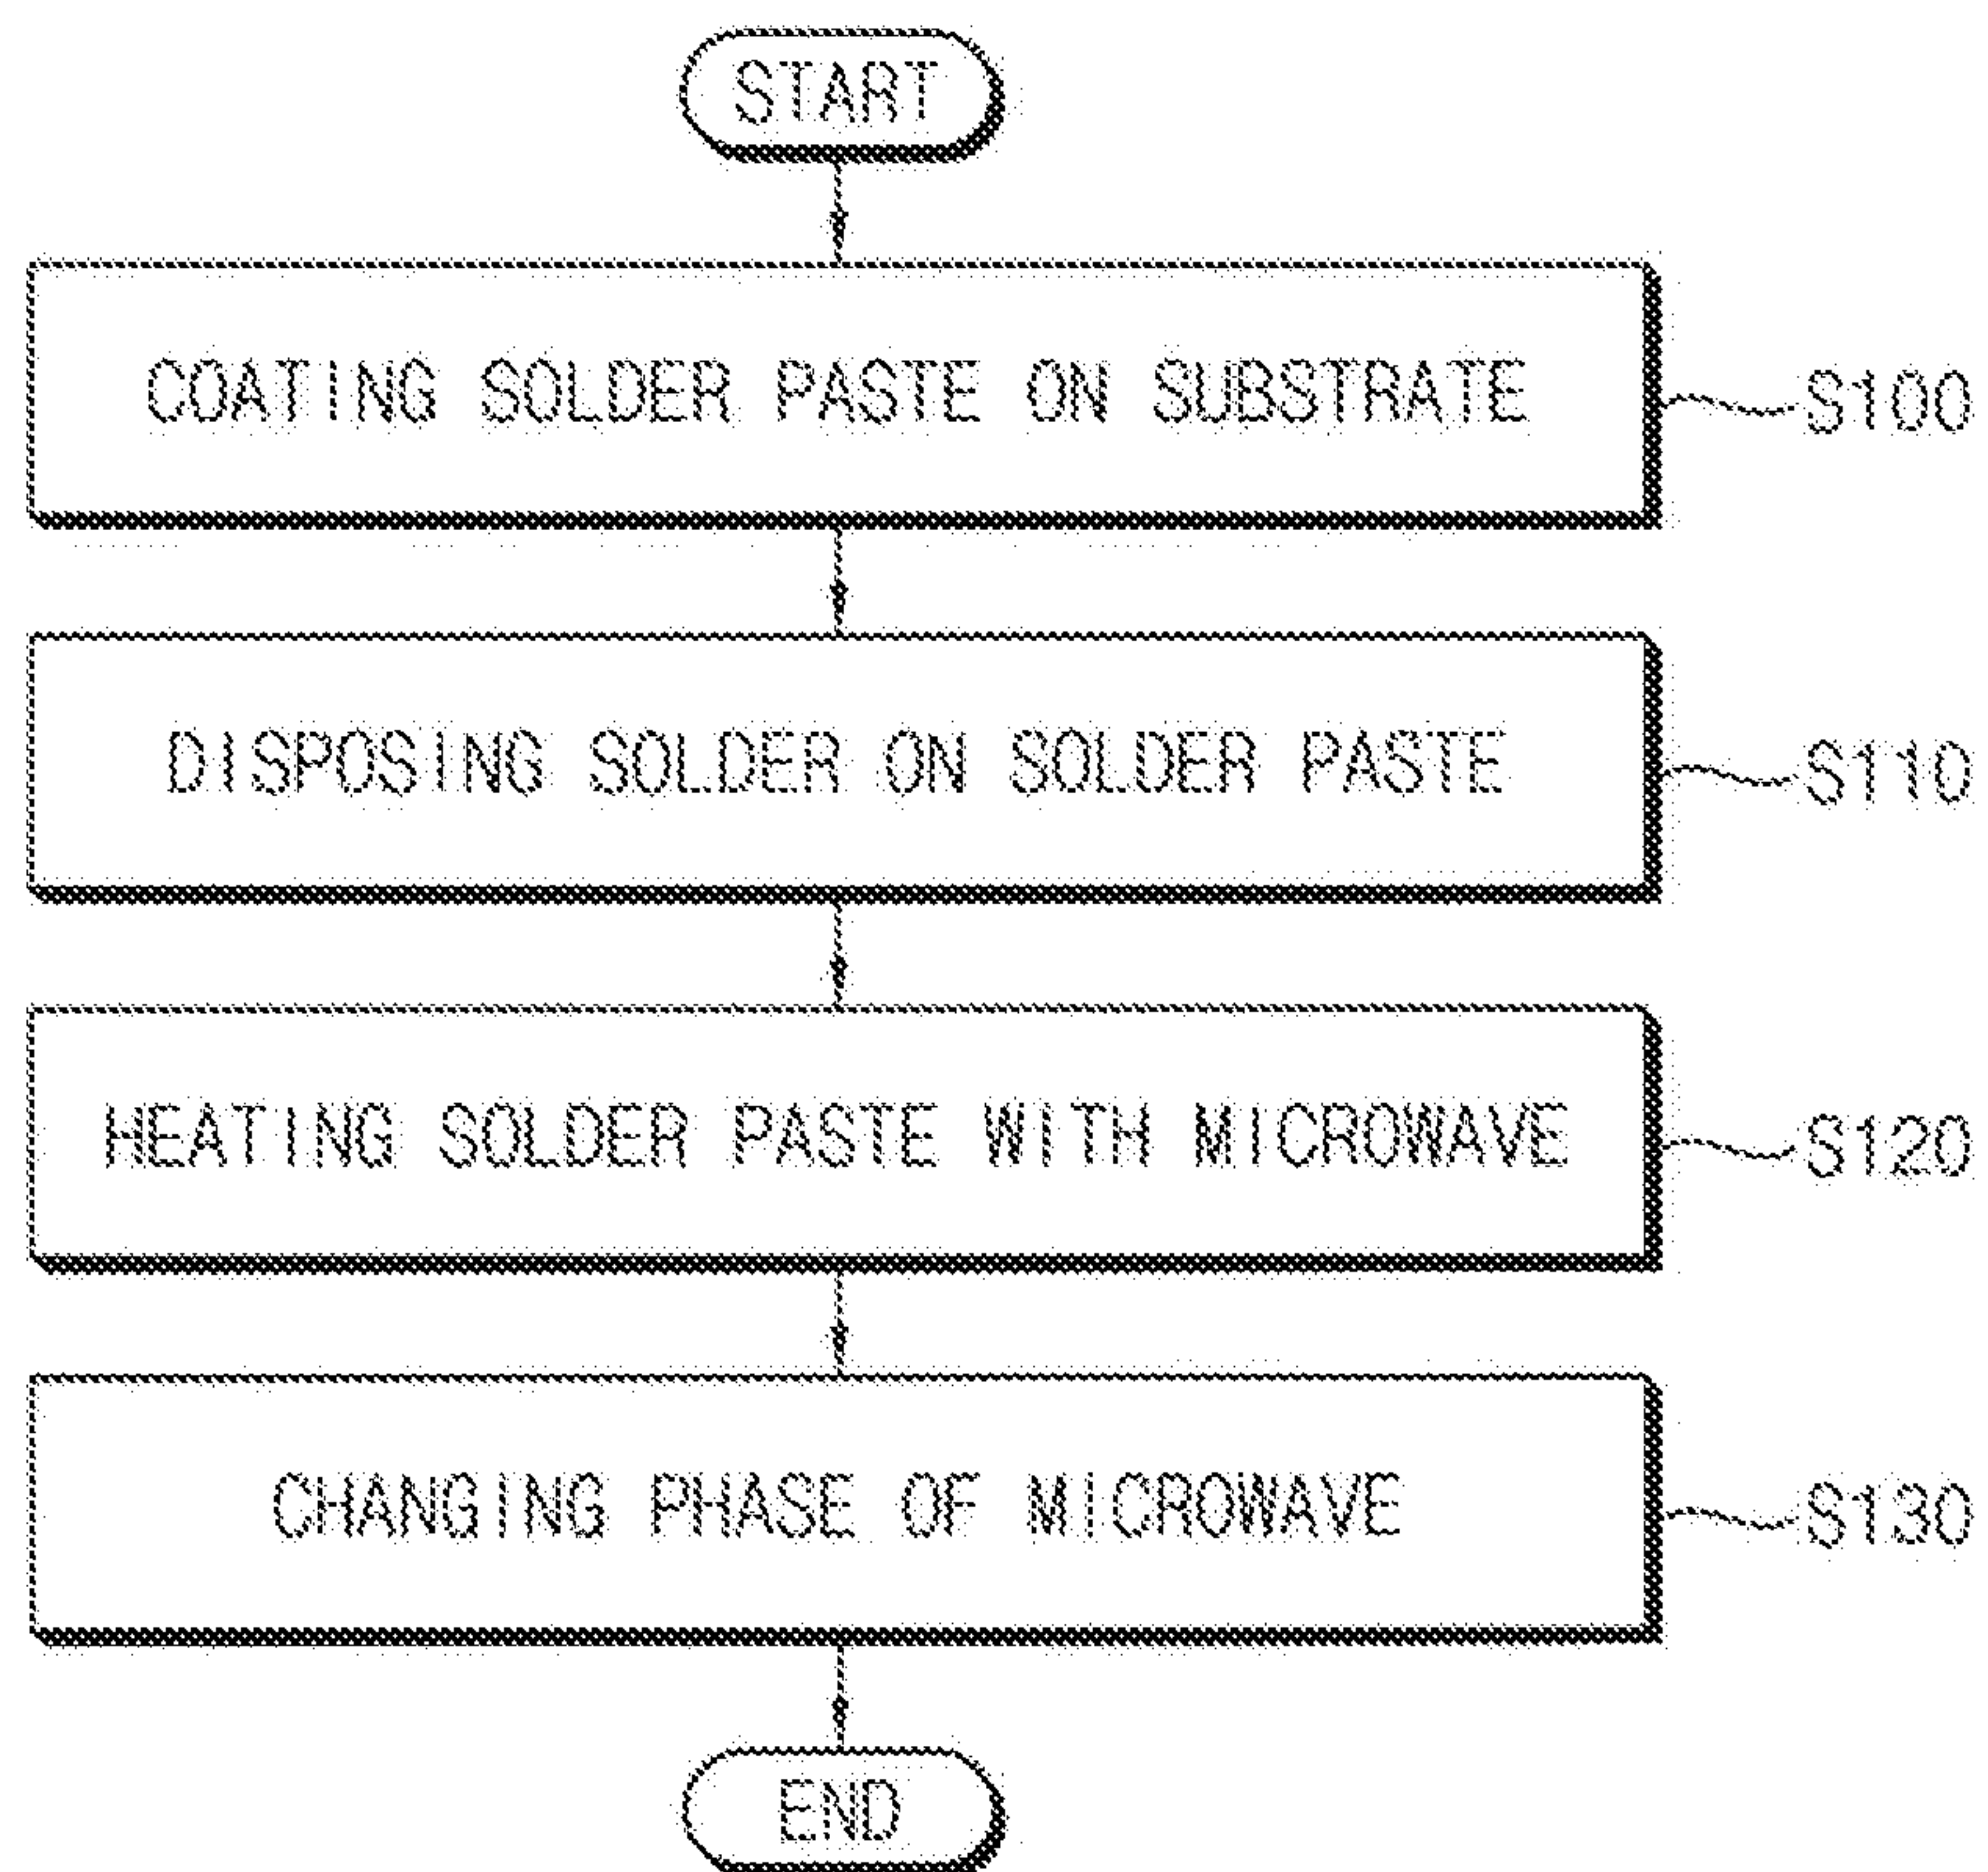 START
COATING SOLDER PASTE ON SUBSTRATE
S100
DISPOSING SOLDER ON SOLDER PASTE
S110
HEATING SOLDER PASTE WITH MICROWAVE
S120
CHANGING PHASE OF MICROWAVE
S130
END